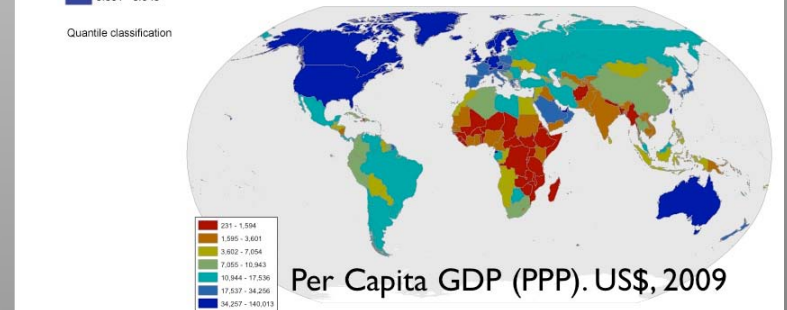 Quantile classification
231 - 1,594
1,595 - 3,601
3,602 - 7,054
7,055 - 10,943
10,944 - 17,536
17,537 - 34,256
34,257 - 140,013
Per Capita GDP (PPP). US$, 2009